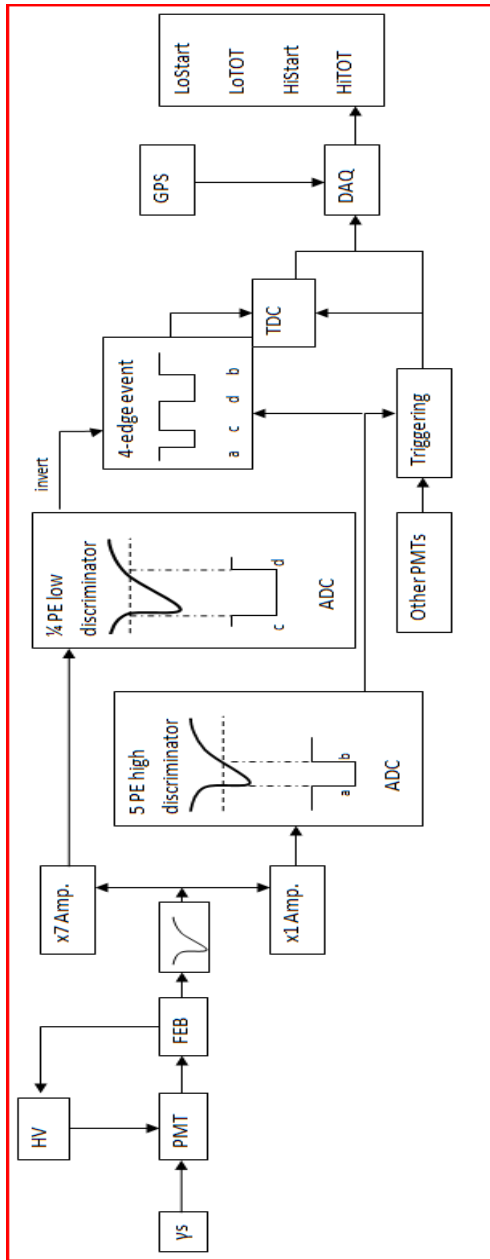 γs
HV
PMT
FEB
x7 Amp.
x1 Amp.
¼ PE low
discriminator
c
d
ADC
5 PE high
discriminator
a
b
ADC
invert
4-edge event
a c d b
TDC
Other PMTs
Triggering
GPS
DAQ
LoStart
LoTOT
HiStart
HiTOT